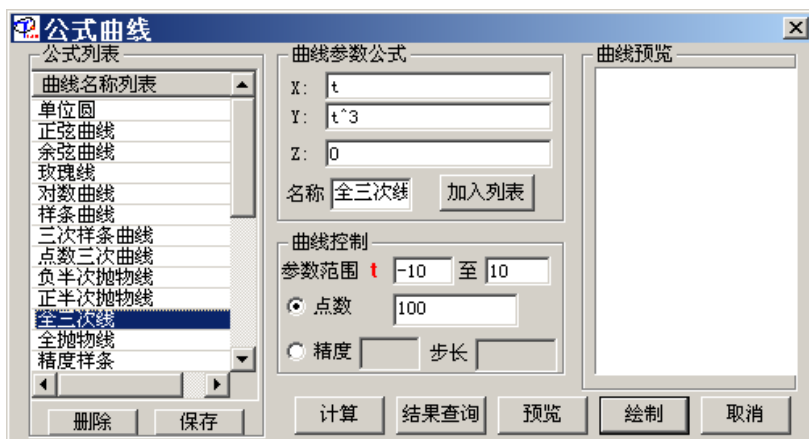 公式曲线
公式列表
曲线名称列表
单位圆
正弦曲线
余弦曲线
玫瑰线
对数曲线
样条曲线
三次样条曲线
点数三次曲线
负半次抛物线
正半次抛物线
全三次线
全抛物线
精度样条
删除 保存
曲线参数公式
X: t
Y: t^3
Z: 0
名称 全三次线 加入列表
曲线控制
参数范围 t -10 至 10
点数 100
精度 步长
曲线预览
计算 结果查询 预览 绘制 取消